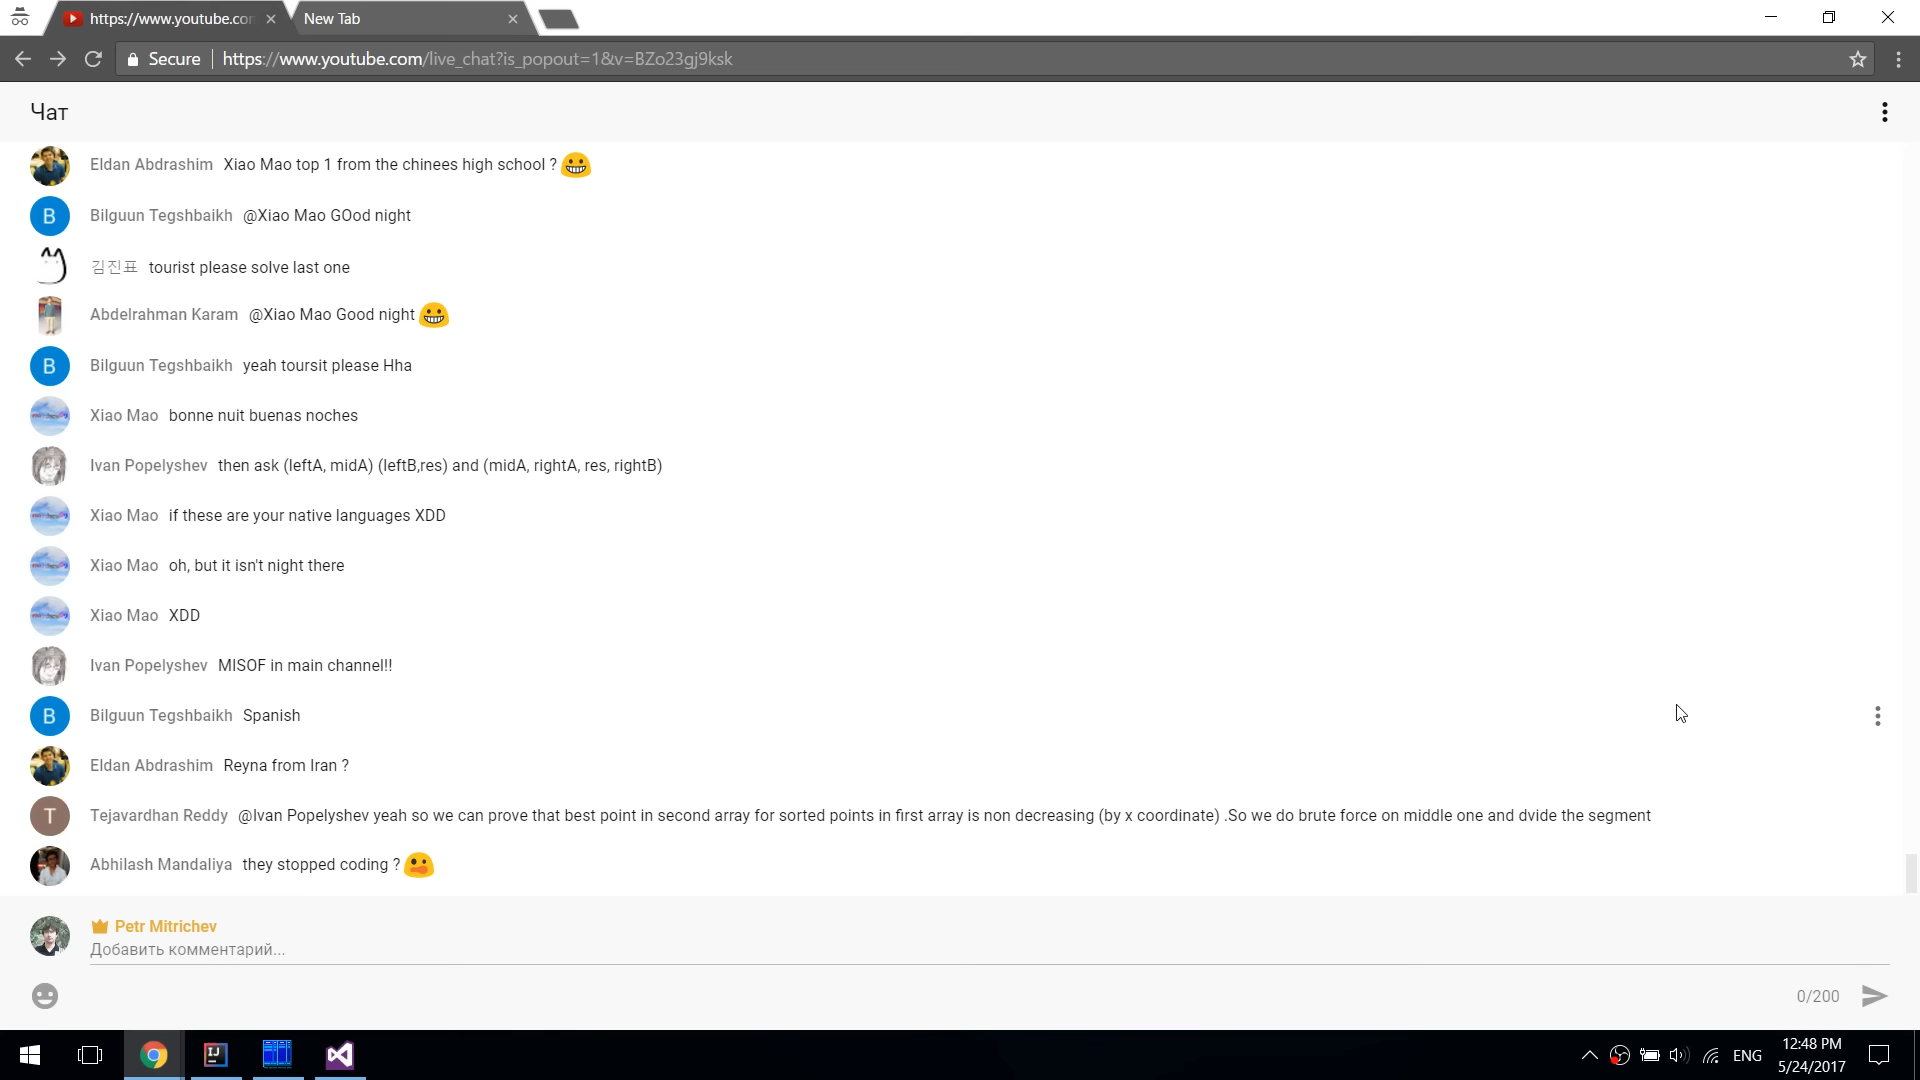 https://www.youtube.co
New Tab
Secure
https://www.youtube.com/live_chat?is_popout=1&v=BZo23gj9ksk
Чат
Eldan Abdrashim Xiao Mao top 1 from the chinees high school ?
B Bilguun Tegshbaikh @Xiao Mao GOod night
김진표 tourist please solve last one
Abdelrahman Karam @Xiao Mao Good night
B Bilguun Tegshbaikh yeah toursit please Hha
Xiao Mao bonne nuit buenas noches
Ivan Popelyshev then ask (leftA, midA) (leftB,res) and (midA, rightA, res, rightB)
Xiao Mao if these are your native languages XDD
Xiao Mao oh, but it isn't night there
Xiao Mao XDD
Ivan Popelyshev MISOF in main channel!!
B Bilguun Tegshbaikh Spanish
Eldan Abdrashim Reyna from Iran ?
T Tejavardhan Reddy @Ivan Popelyshev yeah so we can prove that best point in second array for sorted points in first array is non decreasing (by x coordinate) .So we do brute force on middle one and dvide the segment
Abhilash Mandaliya they stopped coding ?
Petr Mitrichev
Добавить комментарий...
0/200
IJ
ENG
12:48 PM
5/24/2017